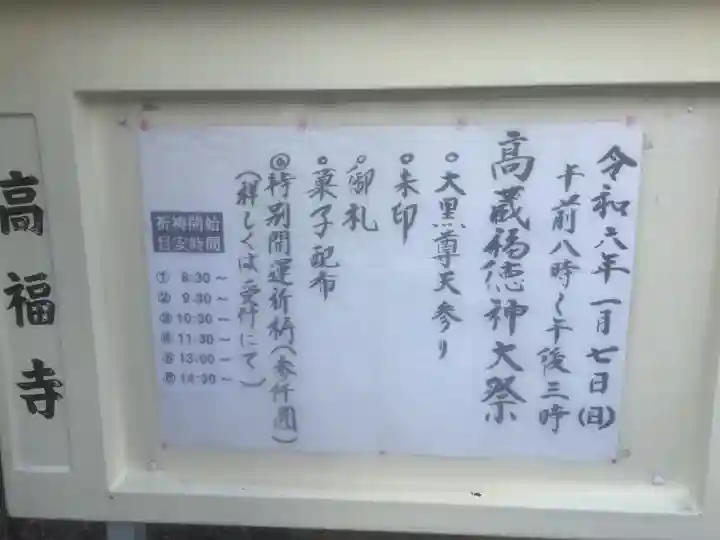 令和六年一月七日(日)
午前八時～午後三時
高蔵福徳神大祭
○大黒尊天参り
○朱印
○御札
○菓子配布
◎特別開運祈祷(参仟圓)
(詳しくは受付にて)
祈祷開始
目安時間
① 8:30～
② 9:30～
③ 10:30～
④ 11:30～
⑤ 13:00～
⑥ 14:30～
高福寺